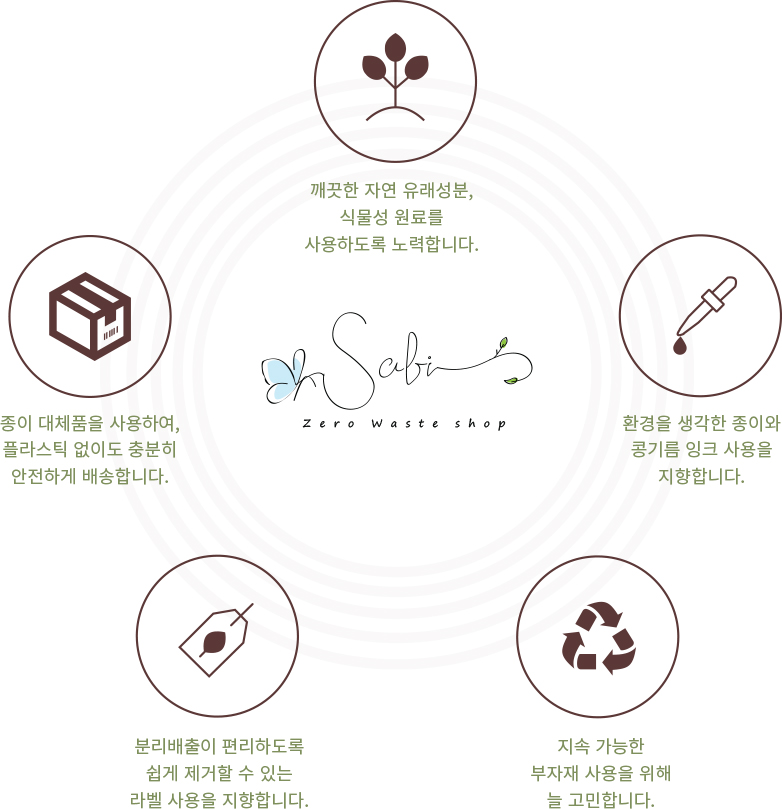 깨끗한 자연 유래성분,
식물성 원료를
사용하도록 노력합니다.
종이 대체품을 사용하여,
플라스틱 없이도 충분히
안전하게 배송합니다.
Sabi
Zero Waste shop
환경을 생각한 종이와
콩기름 잉크 사용을
지향합니다.
분리배출이 편리하도록
쉽게 제거할 수 있는
라벨 사용을 지향합니다.
지속 가능한
부자재 사용을 위해
늘 고민합니다.